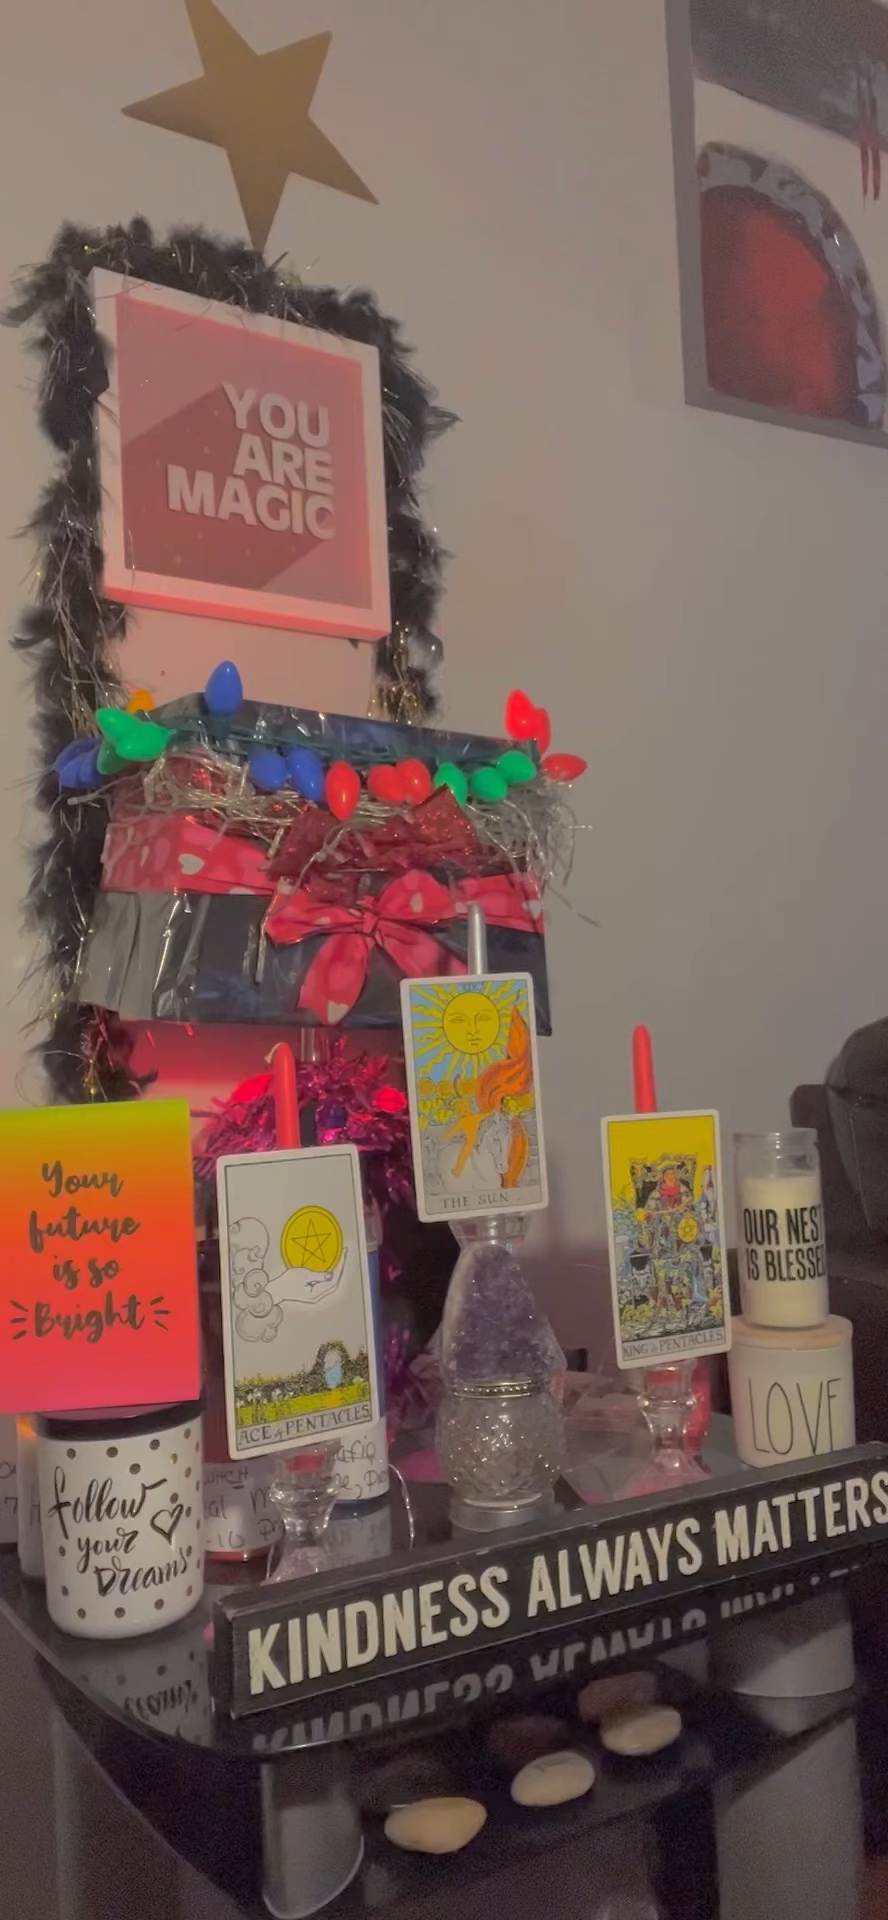 YOU
ARE
MAGIC
XIX
THE SUN.
Your
future
is so
Bright
ACE of PENTACLES.
KING of PENTACLES.
OUR NEST
IS BLESSED
LOVE
follow
your
Dreams
KINDNESS ALWAYS MATTERS